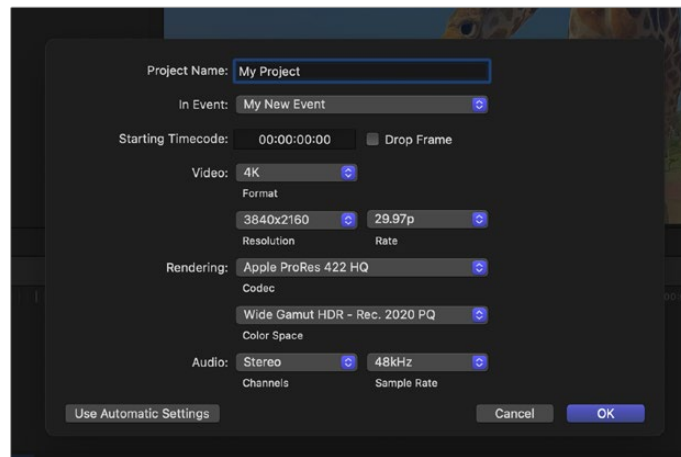 Project Name: My Project
In Event: My New Event
Starting Timecode: 00:00:00:00 Drop Frame
Video: 4K
Format
3840x2160 29.97p
Resolution Rate
Rendering: Apple ProRes 422 HQ
Codec
Wide Gamut HDR - Rec. 2020 PQ
Color Space
Audio: Stereo 48kHz
Channels Sample Rate
Use Automatic Settings Cancel OK